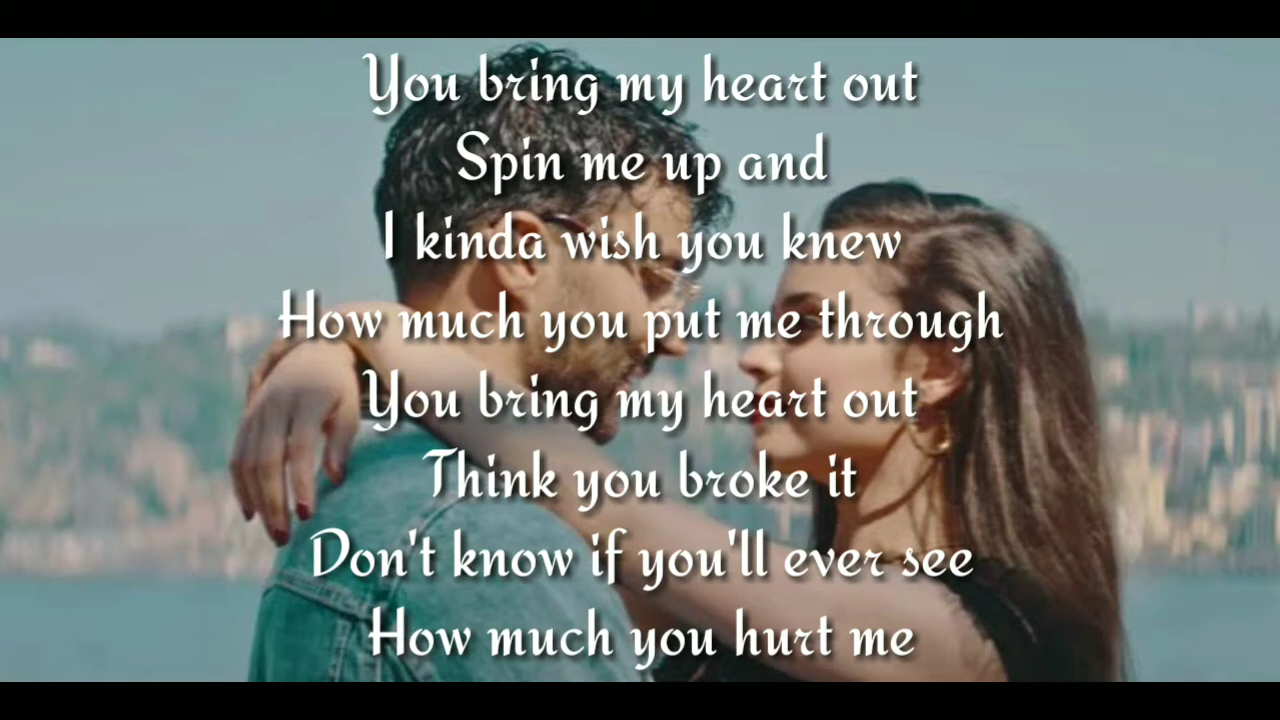 You bring my heart out
Spin me up and
I kinda wish you knew
How much you put me through
You bring my heart out
Think you broke it
Don't know if you'll ever see
How much you hurt me